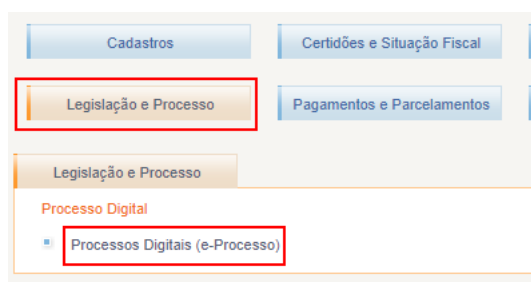 Cadastros
Certidões e Situação Fiscal
Legislação e Processo
Pagamentos e Parcelamentos
Legislação e Processo
Processo Digital
Processos Digitais (e-Processo)